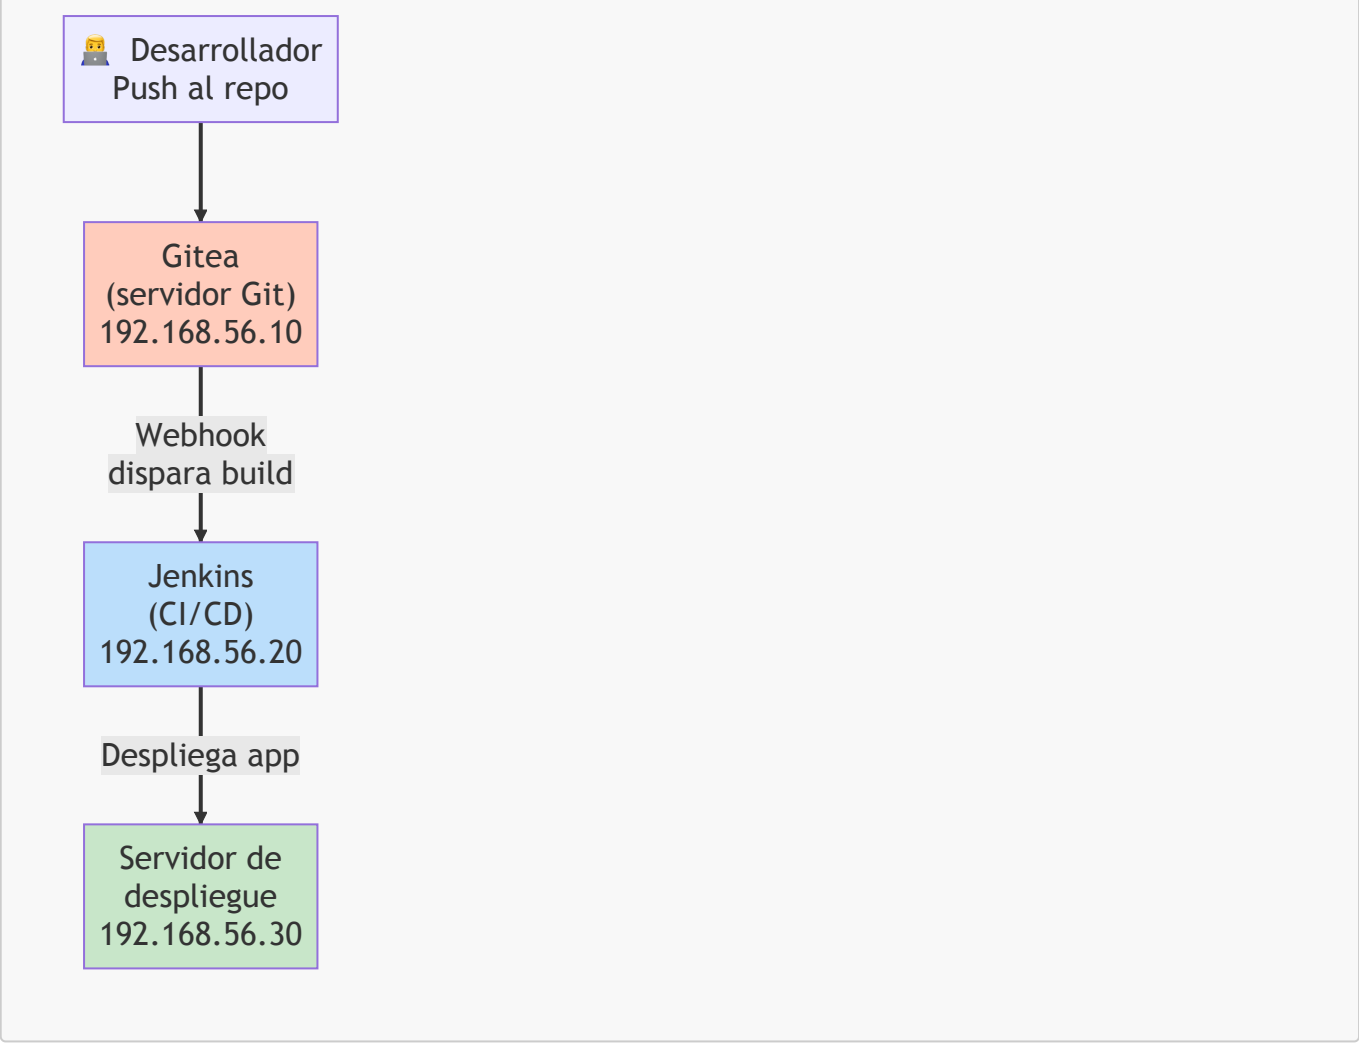 Desarrollador
Push al repo
Gitea
(servidor Git)
192.168.56.10
Webhook
dispara build
Jenkins
(CI/CD)
192.168.56.20
Despliega app
Servidor de
despliegue
192.168.56.30